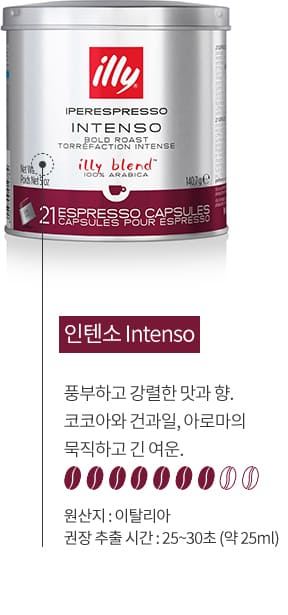 illy
IPERESPRESSO
INTENSO
BOLD ROAST
TORRÉFACTION INTENSE
illy blend™
100% ARABICA
Net Wt.
Poids Net 5 oz
140,7 g ℮
21 ESPRESSO CAPSULES
CAPSULES POUR ESPRESSO
인텐소 Intenso
풍부하고 강렬한 맛과 향.
코코아와 건과일, 아로마의
묵직하고 긴 여운.
원산지 : 이탈리아
권장 추출 시간 : 25~30초 (약 25ml)